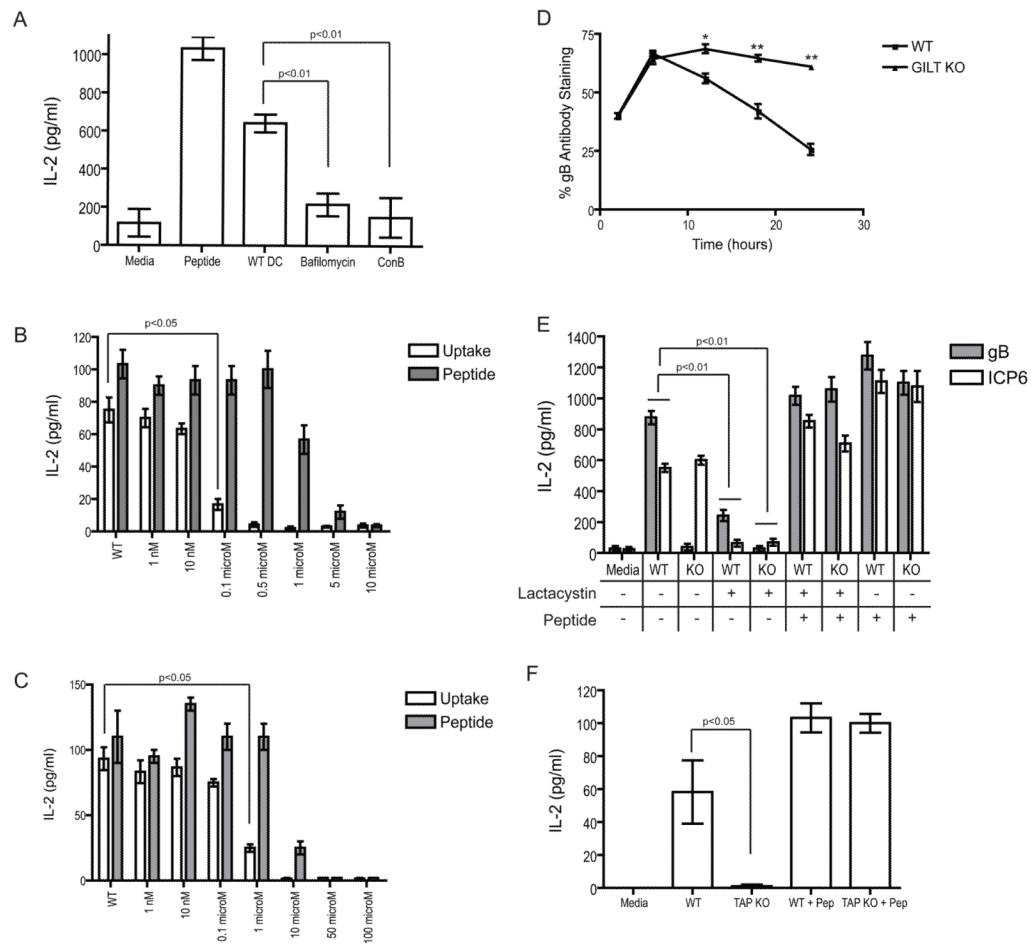 A
p<0.01
p<0.01
IL-2 (pg/ml)
1000
800
600
400
200
0
Media Peptide WT DC Bafilomycin ConB
D
% gB Antibody Staining
75
50
25
0
* ** **
WT
GILT KO
0 10 20 30
Time (hours)
B
p<0.05
Uptake
Peptide
IL-2 (pg/ml)
120
100
80
60
40
20
0
WT 1 nM 10 nM 0.1 microM 0.5 microM 1 microM 5 microM 10 microM
E
p<0.01
p<0.01
gB
ICP6
IL-2 (pg/ml)
1400
1200
1000
800
600
400
200
0
Media WT KO WT KO WT KO WT KO
Lactacystin - - - + + + + - -
Peptide - - - - - + + + +
C
p<0.05
Uptake
Peptide
IL-2 (pg/ml)
150
100
50
0
WT 1 nM 10 nM 0.1 microM 1 microM 10 microM 50 microM 100 microM
F
p<0.05
IL-2 (pg/ml)
120
100
80
60
40
20
0
Media WT TAP KO WT + Pep TAP KO + Pep